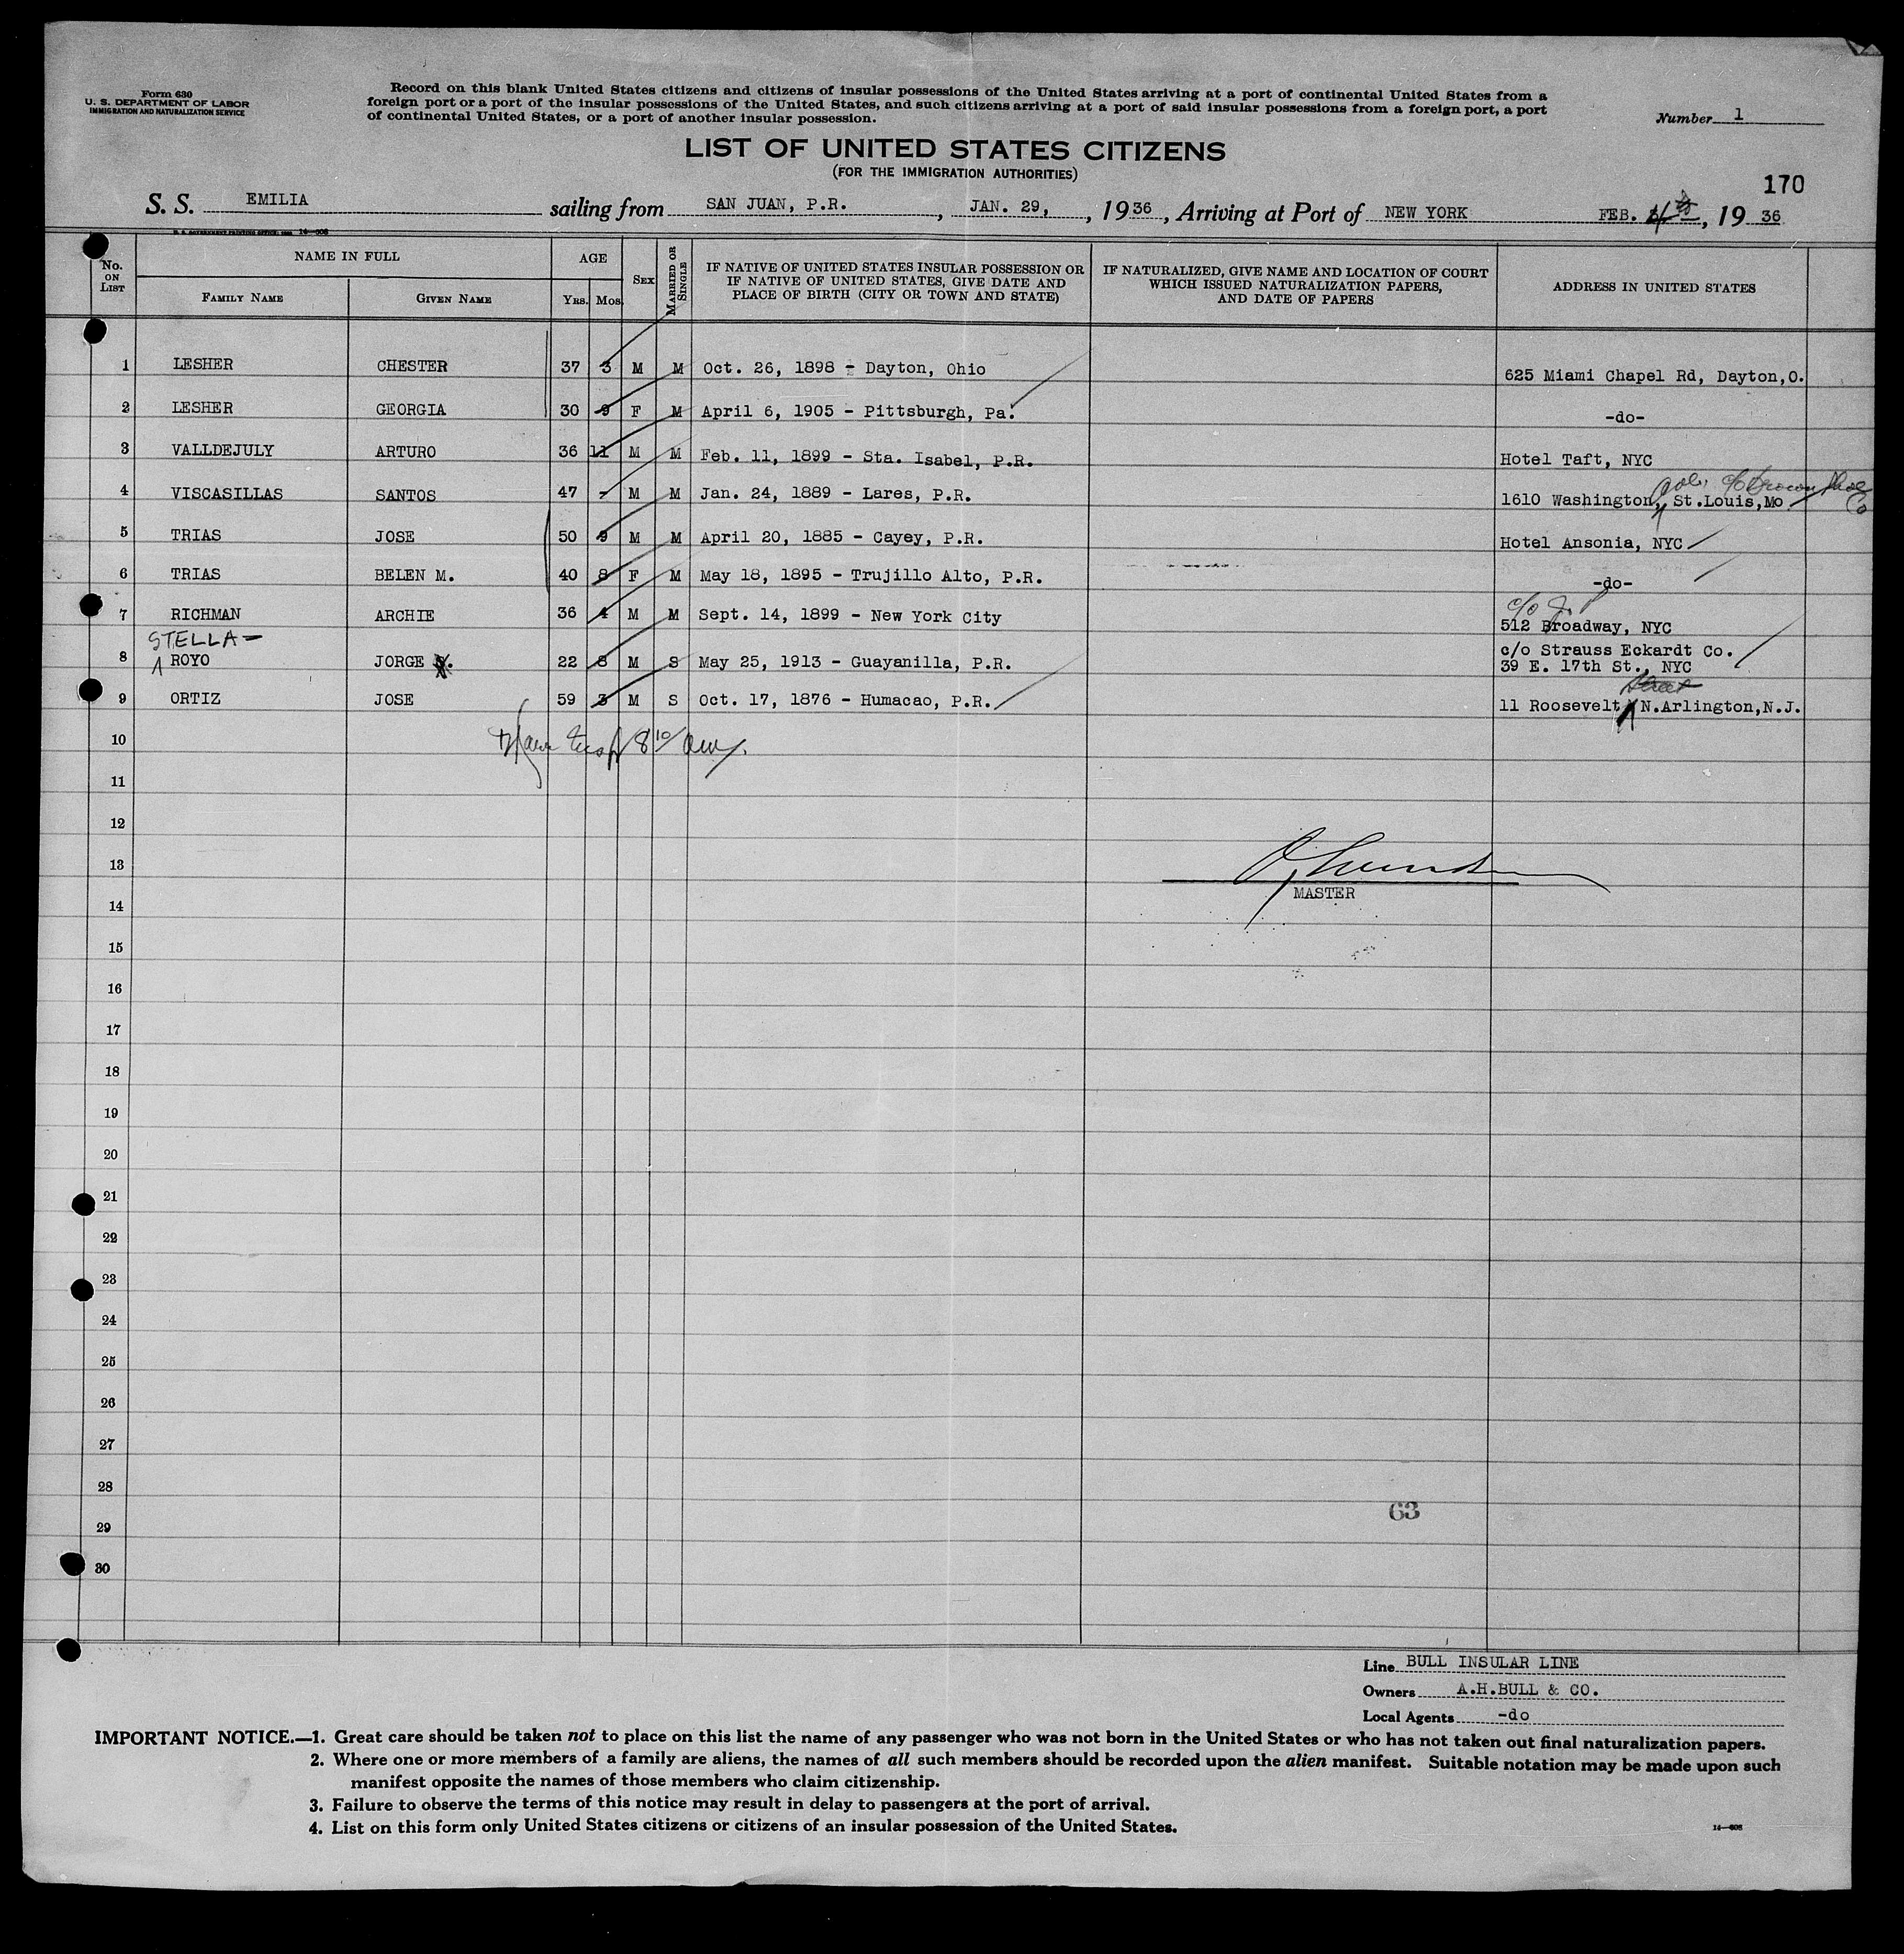 Form 630
U. S. DEPARTMENT OF LABOR
IMMIGRATION AND NATURALIZATION SERVICE
Record on this blank United States citizens and citizens of insular possessions of the United States arriving at a port of continental United States from a
foreign port or a port of the insular possessions of the United States, and such citizens arriving at a port of said insular possessions from a foreign port, a port
of continental United States, or a port of another insular possession.
Number 1
LIST OF UNITED STATES CITIZENS
(FOR THE IMMIGRATION AUTHORITIES)
170
S. S. EMILIA sailing from SAN JUAN, P.R. , JAN. 29, , 19 36 , Arriving at Port of NEW YORK FEB. , 19 36
No. ON LIST
NAME IN FULL
FAMILY NAME GIVEN NAME
AGE
YRS. MOS.
SEX
MARRIED OR SINGLE
IF NATIVE OF UNITED STATES INSULAR POSSESSION OR
IF NATIVE OF UNITED STATES, GIVE DATE AND
PLACE OF BIRTH (CITY OR TOWN AND STATE)
IF NATURALIZED, GIVE NAME AND LOCATION OF COURT
WHICH ISSUED NATURALIZATION PAPERS,
AND DATE OF PAPERS
ADDRESS IN UNITED STATES
1 LESHER CHESTER 37 3 M M Oct. 26, 1898 - Dayton, Ohio 625 Miami Chapel Rd, Dayton,O.
2 LESHER GEORGIA 30 9 F M April 6, 1905 - Pittsburgh, Pa. -do-
3 VALLDEJULY ARTURO 36 11 M M Feb. 11, 1899 - Sta. Isabel, P.R. Hotel Taft, NYC
4 VISCASILLAS SANTOS 47 - M M Jan. 24, 1889 - Lares, P.R. 1610 Washington, St.Louis,Mo c/o Brown Shoe Co
5 TRIAS JOSE 50 9 M M April 20, 1885 - Cayey, P.R. Hotel Ansonia, NYC
6 TRIAS BELEN M. 40 8 F M May 18, 1895 - Trujillo Alto, P.R. -do-
7 RICHMAN ARCHIE 36 4 M M Sept. 14, 1899 - New York City c/o
512 Broadway, NYC
STELLA-
8 ROYO JORGE 22 8 M S May 25, 1913 - Guayanilla, P.R. c/o Strauss Eckardt Co.
39 E. 17th St., NYC
Street
9 ORTIZ JOSE 59 3 M S Oct. 17, 1876 - Humacao, P.R. 11 Roosevelt N.Arlington,N.J.
10
11
12
13
MASTER
14
15
16
17
18
19
20
21
22
23
24
25
26
27
28
63
29
30
Line BULL INSULAR LINE
Owners A.H.BULL & CO.
Local Agents -do
IMPORTANT NOTICE.—1. Great care should be taken not to place on this list the name of any passenger who was not born in the United States or who has not taken out final naturalization papers.
2. Where one or more members of a family are aliens, the names of all such members should be recorded upon the alien manifest. Suitable notation may be made upon such
manifest opposite the names of those members who claim citizenship.
3. Failure to observe the terms of this notice may result in delay to passengers at the port of arrival.
4. List on this form only United States citizens or citizens of an insular possession of the United States.